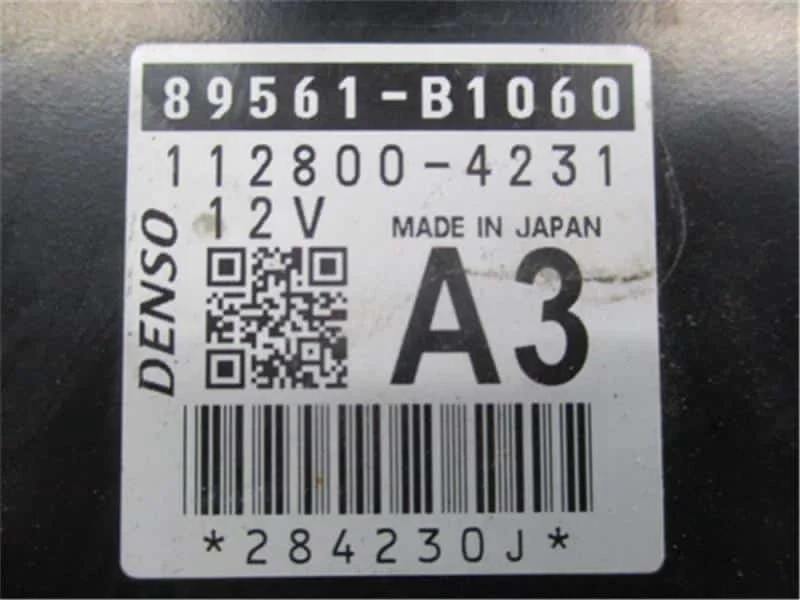 89561-B1060
112800-4231
12V
MADE IN JAPAN
DENSO
A3
*284230J*